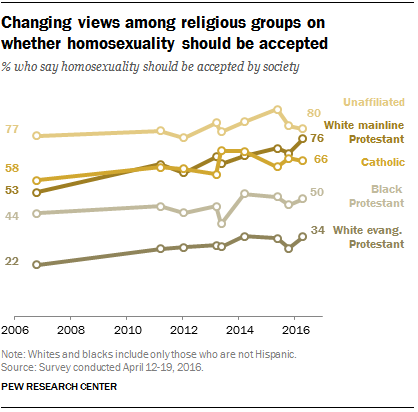 Changing views among religious groups on
whether homosexuality should be accepted
% who say homosexuality should be accepted by society
Unaffiliated
77
80
White mainline
Protestant
76
58
Catholic
66
53
Black
Protestant
50
44
34
White evang.
Protestant
22
2006 2008 2010 2012 2014 2016
Note: Whites and blacks include only those who are not Hispanic.
Source: Survey conducted April 12-19, 2016.
PEW RESEARCH CENTER